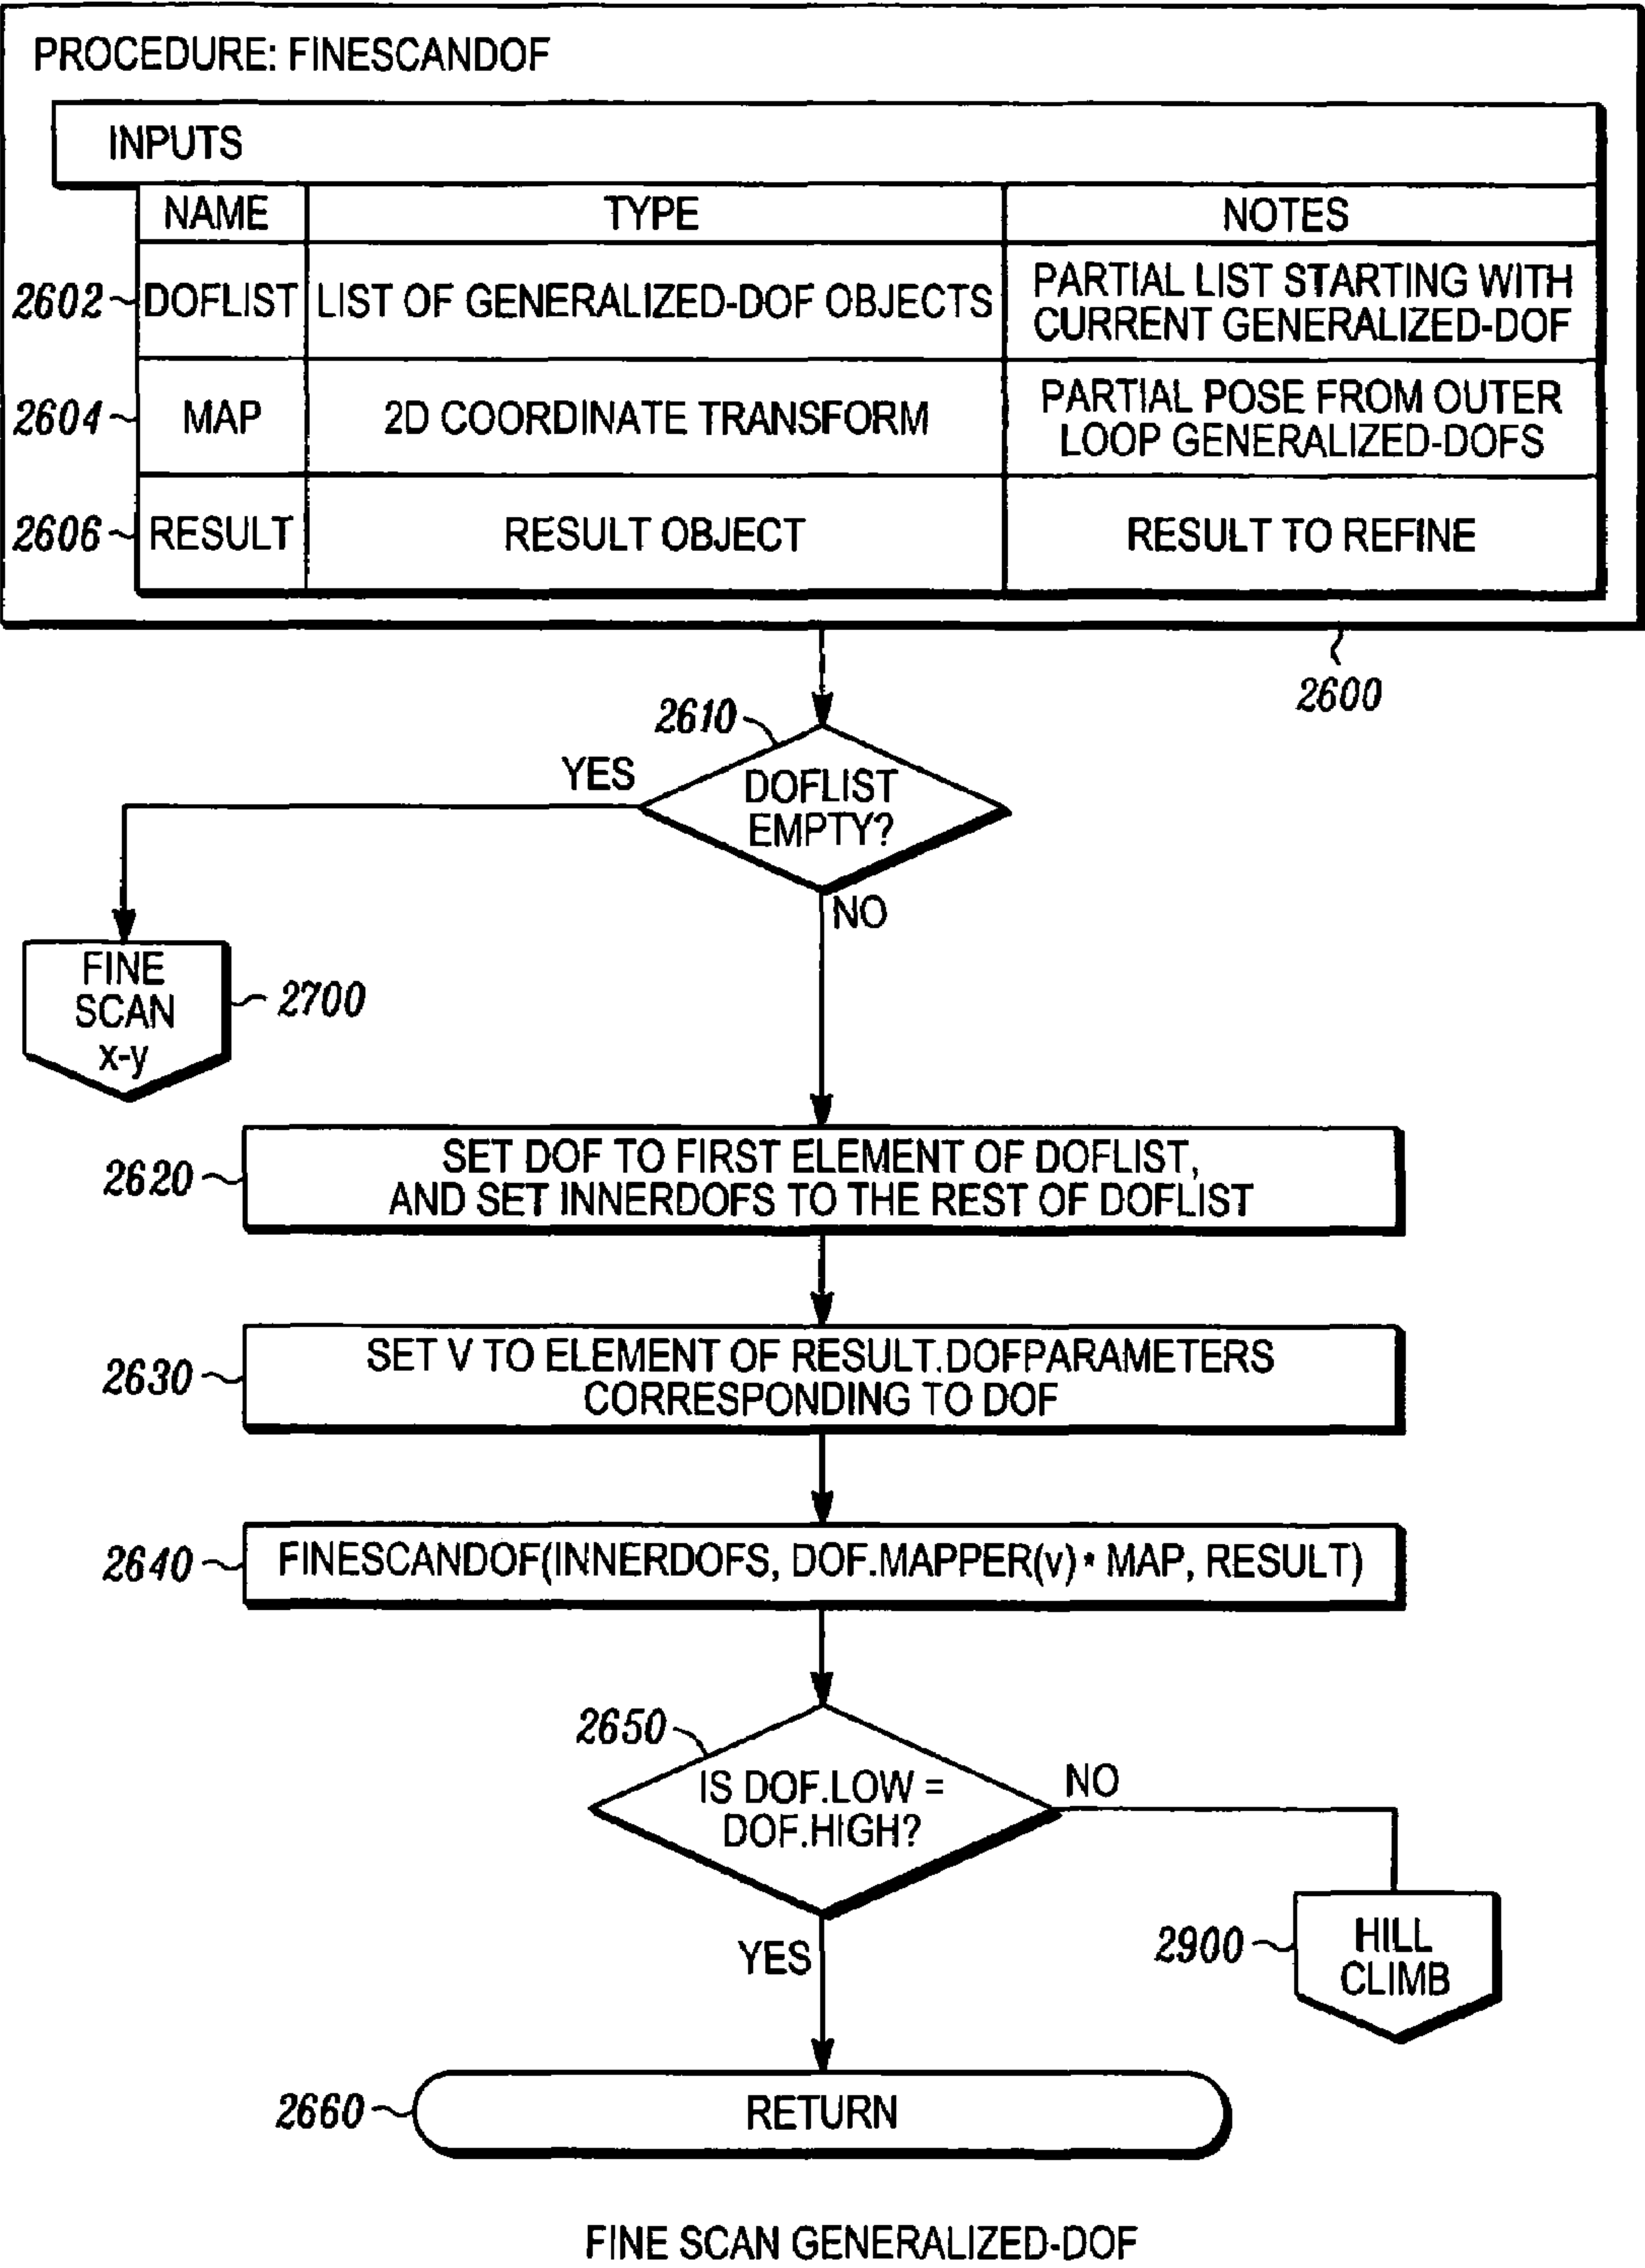 PROCEDURE: FINESCANDOF
INPUTS
NAME TYPE NOTES
2602 DOFLIST LIST OF GENERALIZED-DOF OBJECTS PARTIAL LIST STARTING WITH
CURRENT GENERALIZED-DOF
2604 MAP 2D COORDINATE TRANSFORM PARTIAL POSE FROM OUTER
LOOP GENERALIZED-DOFS
2606 RESULT RESULT OBJECT RESULT TO REFINE
2600
2610
YES
DOFLIST
EMPTY?
NO
FINE
SCAN
x-y
2700
2620
SET DOF TO FIRST ELEMENT OF DOFLIST,
AND SET INNERDOFS TO THE REST OF DOFLIST
2630
SET V TO ELEMENT OF RESULT.DOFPARAMETERS
CORRESPONDING TO DOF
2640
FINESCANDOF(INNERDOFS, DOF.MAPPER(v) * MAP, RESULT)
2650
IS DOF.LOW =
DOF.HIGH?
NO
YES
2900
HILL
CLIMB
2660
RETURN
FINE SCAN GENERALIZED-DOF